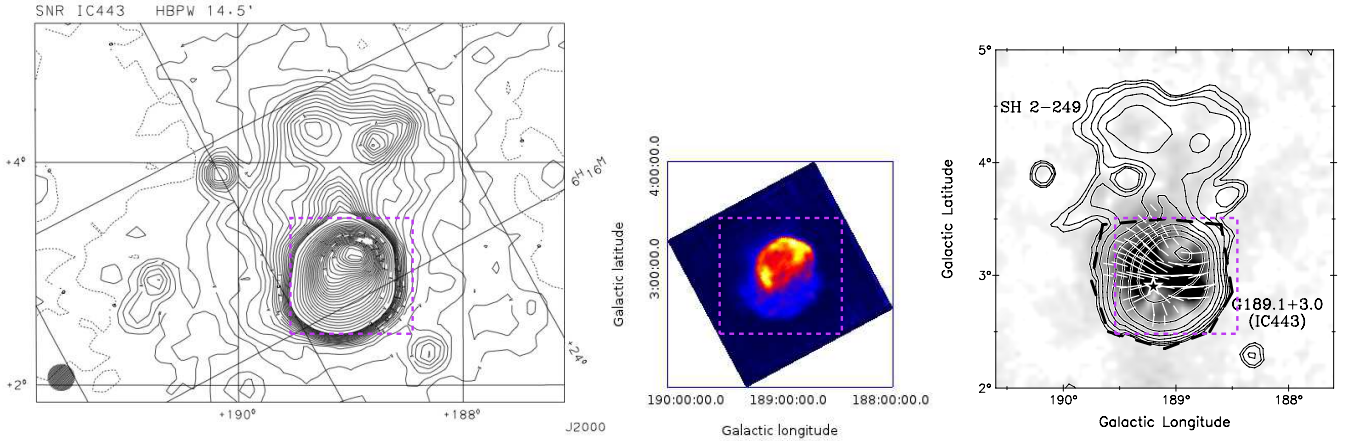 SNR IC443 HBPW 14.5'
+4°
+2°
+190°
+188°
6H 16M
+24°
J2000
4:00:00.0
3:00:00.0
Galactic latitude
190:00:00.0 189:00:00.0 188:00:00.0
Galactic longitude
5°
4°
3°
2°
Galactic Latitude
SH 2-249
G189.1+3.0
(IC443)
190° 189° 188°
Galactic Longitude